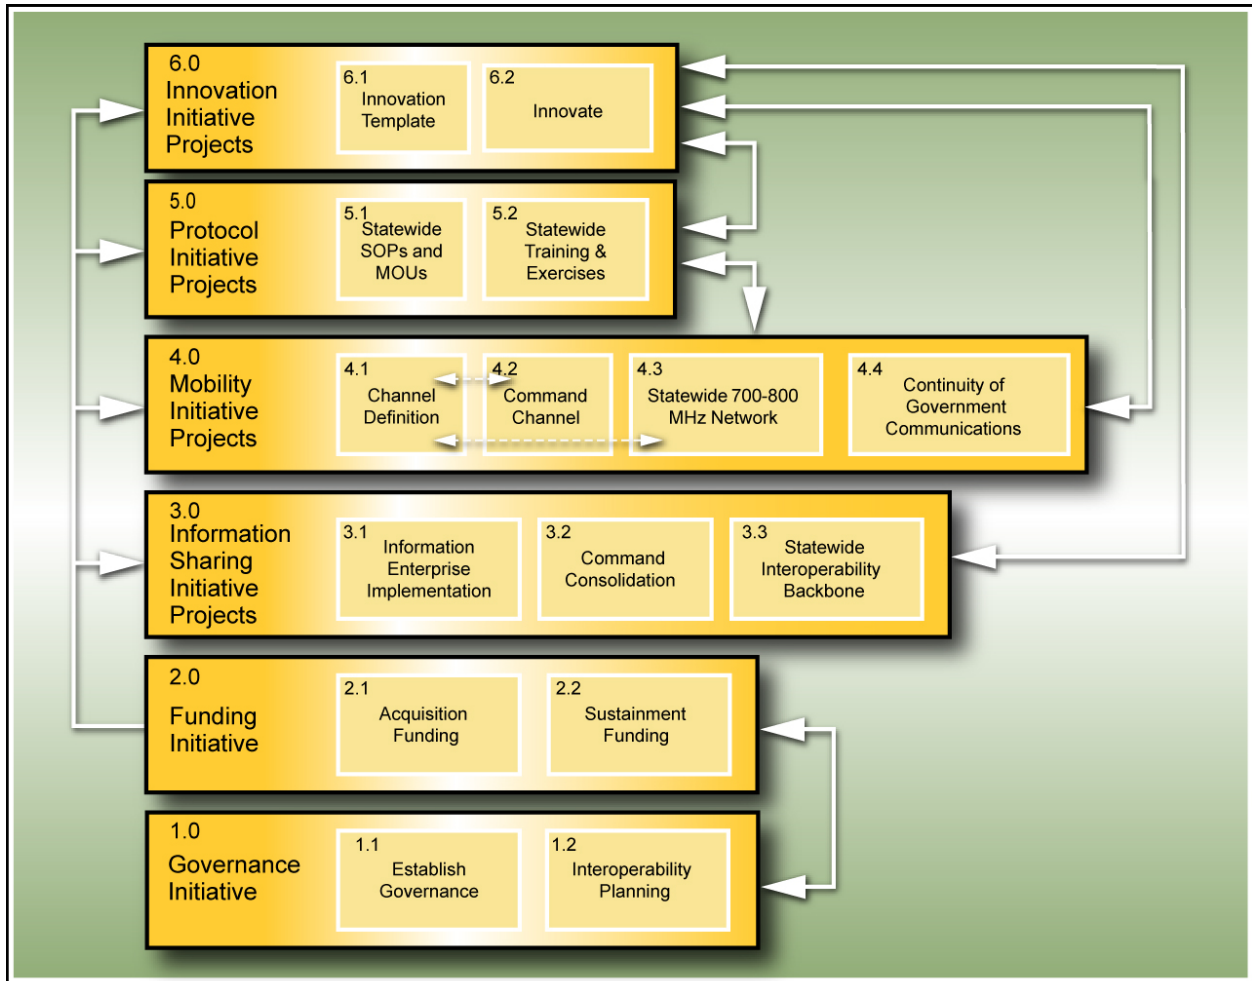 6.0
Innovation
Initiative
Projects
6.1
Innovation
Template
6.2
Innovate
5.0
Protocol
Initiative
Projects
5.1
Statewide
SOPs and
MOUs
5.2
Statewide
Training &
Exercises
4.0
Mobility
Initiative
Projects
4.1
Channel
Definition
4.2
Command
Channel
4.3
Statewide 700-800
MHz Network
4.4
Continuity of
Government
Communications
3.0
Information
Sharing
Initiative
Projects
3.1
Information
Enterprise
Implementation
3.2
Command
Consolidation
3.3
Statewide
Interoperability
Backbone
2.0
Funding
Initiative
2.1
Acquisition
Funding
2.2
Sustainment
Funding
1.0
Governance
Initiative
1.1
Establish
Governance
1.2
Interoperability
Planning